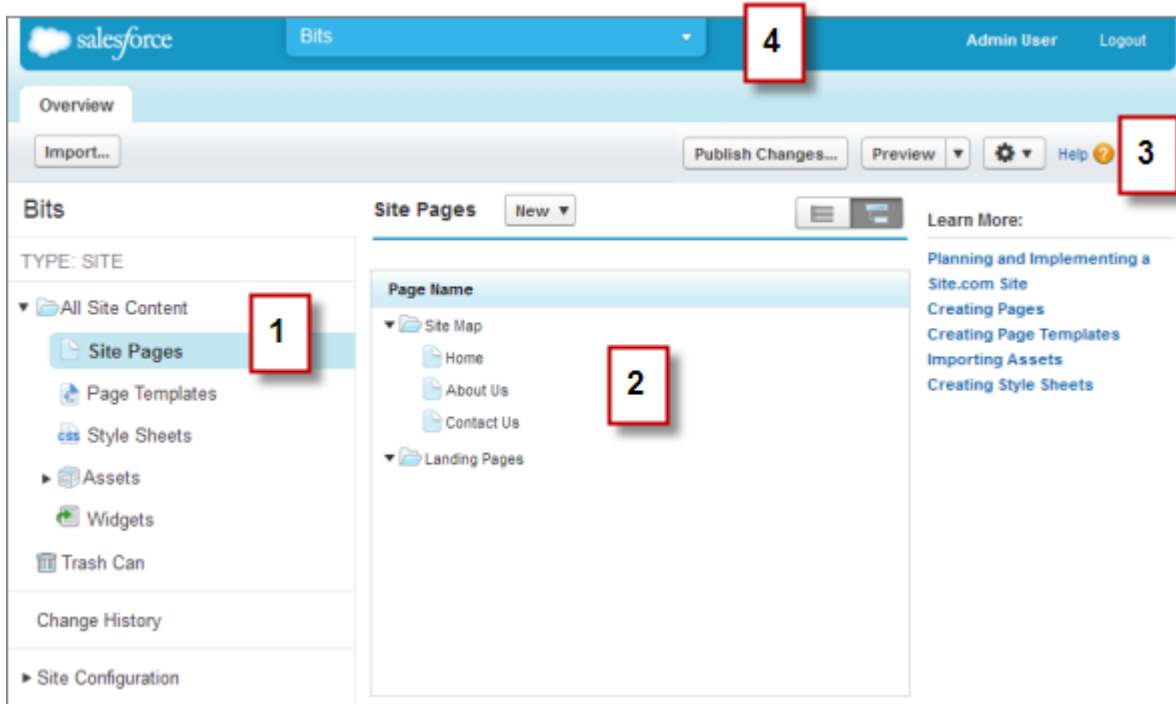 salesforce
Bits
4
Admin User
Logout
Overview
Import...
Publish Changes...
Preview
Help ?
3
Bits
TYPE: SITE
All Site Content
1
Site Pages
Page Templates
css Style Sheets
Assets
Widgets
Trash Can
Change History
Site Configuration
Site Pages
New
Page Name
Site Map
Home
About Us
2
Contact Us
Landing Pages
Learn More:
Planning and Implementing a
Site.com Site
Creating Pages
Creating Page Templates
Importing Assets
Creating Style Sheets